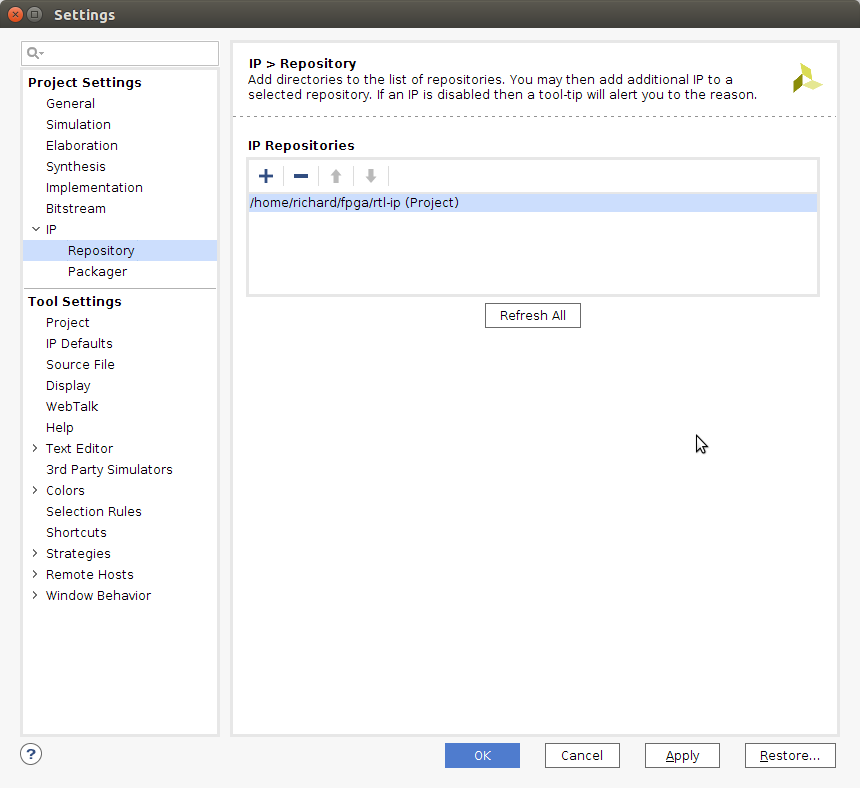 Settings
Project Settings
General
Simulation
Elaboration
Synthesis
Implementation
Bitstream
IP
Repository
Packager
Tool Settings
Project
IP Defaults
Source File
Display
WebTalk
Help
Text Editor
3rd Party Simulators
Colors
Selection Rules
Shortcuts
Strategies
Remote Hosts
Window Behavior
IP > Repository
Add directories to the list of repositories. You may then add additional IP to a
selected repository. If an IP is disabled then a tool-tip will alert you to the reason.
IP Repositories
/home/richard/fpga/rtl-ip (Project)
Refresh All
?
OK
Cancel
Apply
Restore...